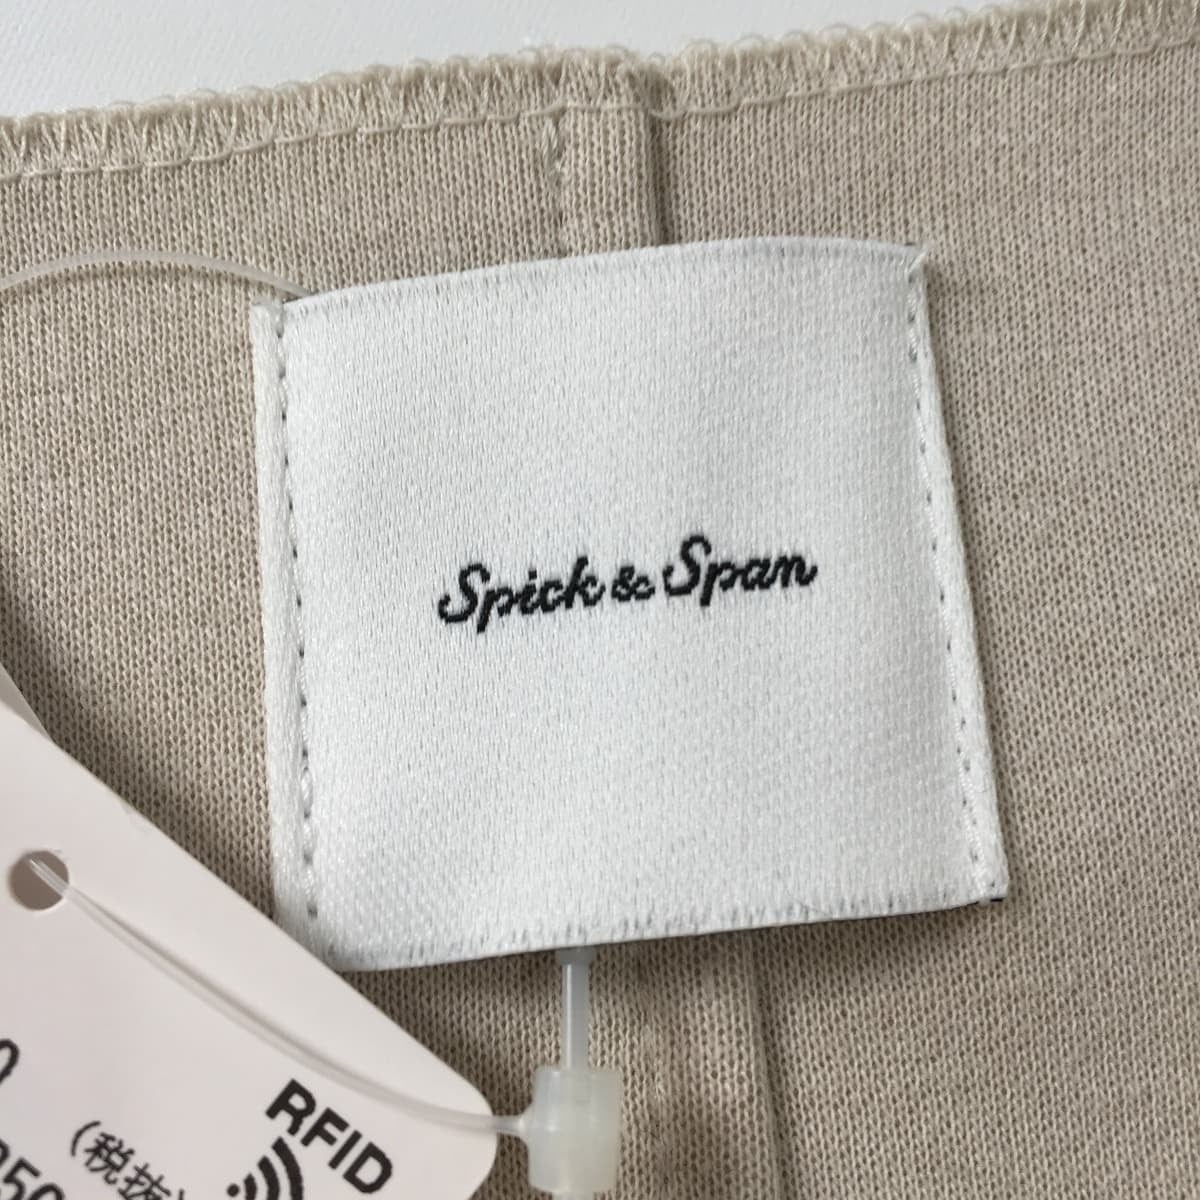 Spick & Span
RFID
(税抜)